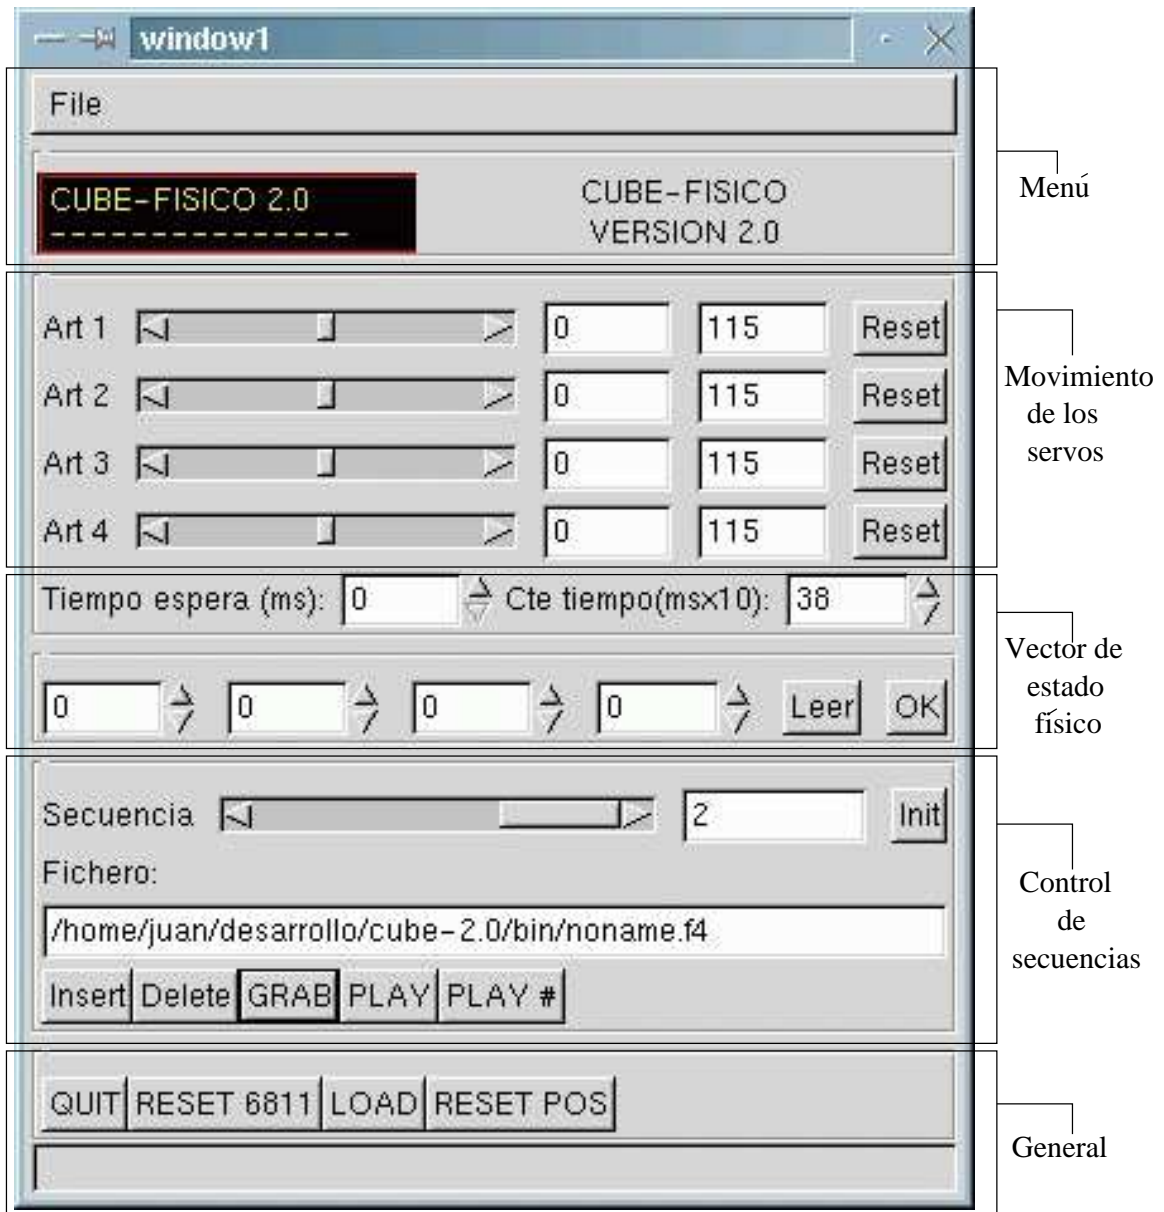 window1
File
CUBE-FISICO 2.0
---------------
CUBE-FISICO
VERSION 2.0
Menú
Art 1 0 115 Reset
Art 2 0 115 Reset
Art 3 0 115 Reset
Art 4 0 115 Reset
Movimiento
de los
servos
Tiempo espera (ms): 0 Cte tiempo(msx10): 38
0 0 0 0 Leer OK
Vector de
estado
físico
Secuencia 2 Init
Fichero:
/home/juan/desarrollo/cube-2.0/bin/noname.f4
Insert Delete GRAB PLAY PLAY #
Control
de
secuencias
QUIT RESET 6811 LOAD RESET POS
General